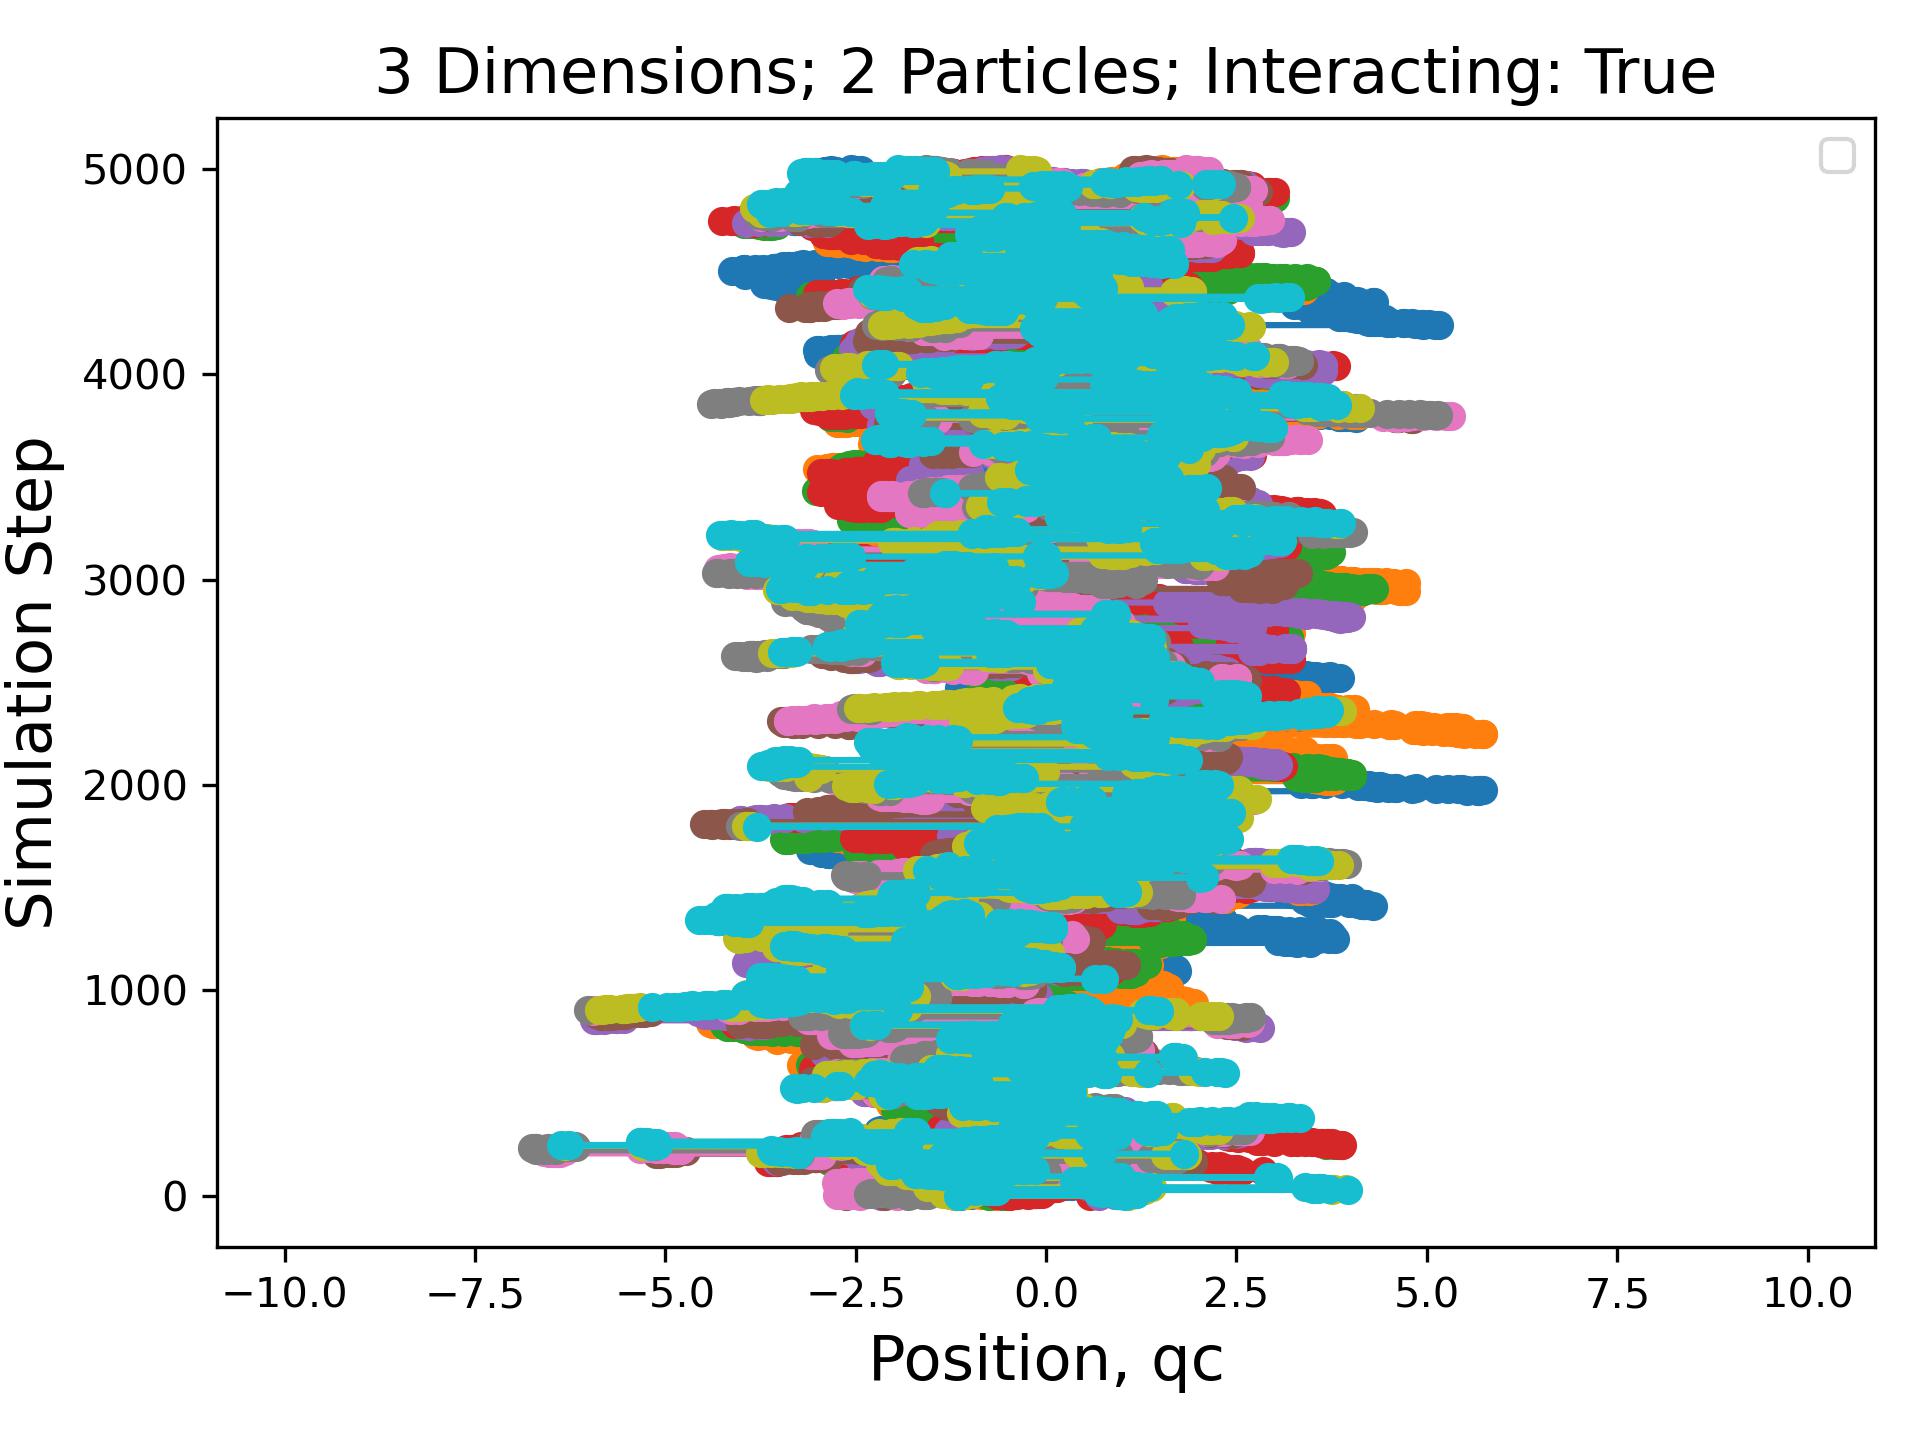 3 Dimensions; 2 Particles; Interacting: True
Simulation Step
5000
4000
3000
2000
1000
0
−10.0 −7.5 −5.0 −2.5 0.0 2.5 5.0 7.5 10.0
Position, qc